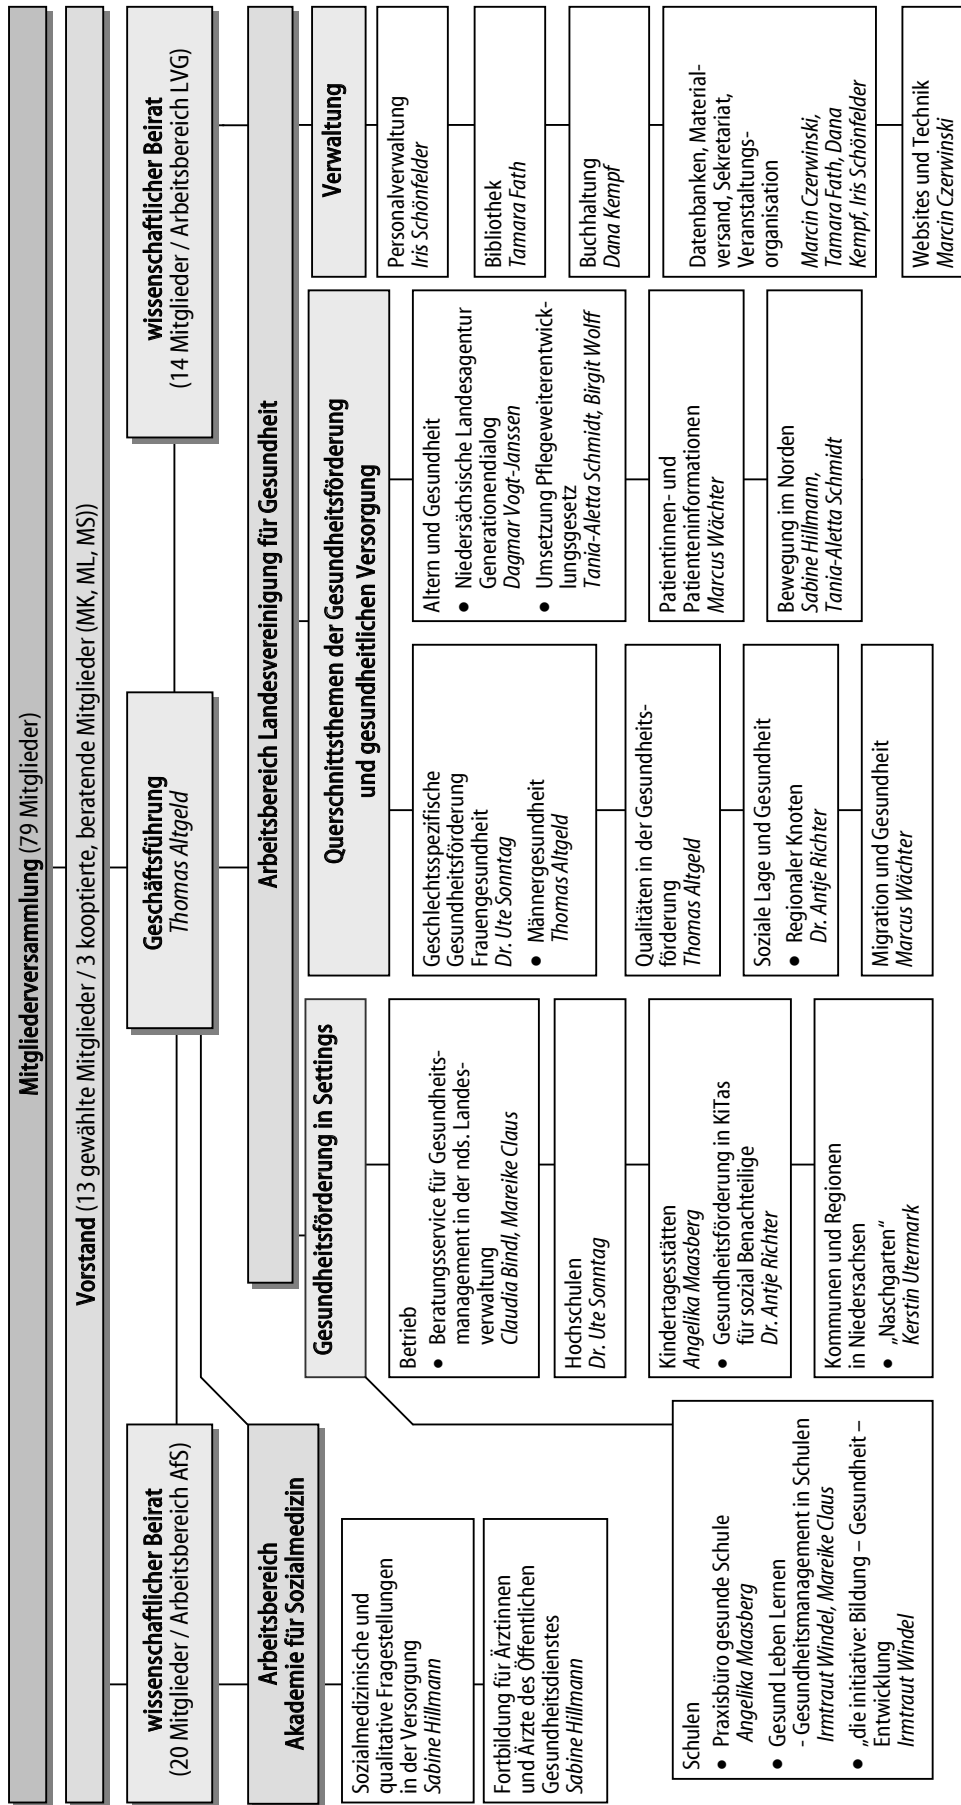 Mitgliederversammlung (79 Mitglieder)
Vorstand (13 gewählte Mitglieder / 3 kooptierte, beratende Mitglieder (MK, ML, MS))
wissenschaftlicher Beirat
(20 Mitglieder / Arbeitsbereich AfS)
Geschäftsführung
Thomas Altgeld
wissenschaftlicher Beirat
(14 Mitglieder / Arbeitsbereich LVG)
Arbeitsbereich
Akademie für Sozialmedizin
Sozialmedizinische und
qualitative Fragestellungen
in der Versorgung
Sabine Hillmann
Fortbildung für Ärztinnen
und Ärzte des Öffentlichen
Gesundheitsdienstes
Sabine Hillmann
Arbeitsbereich Landesvereinigung für Gesundheit
Gesundheitsförderung in Settings
Betrieb
• Beratungsservice für Gesundheits-
management in der nds. Landes-
verwaltung
Claudia Bindl, Mareike Claus
Hochschulen
Dr. Ute Sonntag
Kindertagesstätten
Angelika Maasberg
• Gesundheitsförderung in KiTas
für sozial Benachteilige
Dr. Antje Richter
Kommunen und Regionen
in Niedersachsen
• „Naschgarten“
Kerstin Utermark
Schulen
• Praxisbüro gesunde Schule
Angelika Maasberg
• Gesund Leben Lernen
- Gesundheitsmanagement in Schulen
Irmtraut Windel, Mareike Claus
• „die initiative: Bildung – Gesundheit –
Entwicklung
Irmtraut Windel
Querschnittsthemen der Gesundheitsförderung
und gesundheitlichen Versorgung
Geschlechtsspezifische
Gesundheitsförderung
Frauengesundheit
Dr. Ute Sonntag
• Männergesundheit
Thomas Altgeld
Qualitäten in der Gesundheits-
förderung
Thomas Altgeld
Soziale Lage und Gesundheit
• Regionaler Knoten
Dr. Antje Richter
Migration und Gesundheit
Marcus Wächter
Altern und Gesundheit
• Niedersächsische Landesagentur
Generationendialog
Dagmar Vogt-Janssen
• Umsetzung Pflegeweiterentwick-
lungsgesetz
Tania-Aletta Schmidt, Birgit Wolff
Patientinnen- und
Patienteninformationen
Marcus Wächter
Bewegung im Norden
Sabine Hillmann,
Tania-Aletta Schmidt
Verwaltung
Personalverwaltung
Iris Schönfelder
Bibliothek
Tamara Fath
Buchhaltung
Dana Kempf
Datenbanken, Material-
versand, Sekretariat,
Veranstaltungs-
organisation
Marcin Czerwinski,
Tamara Fath, Dana
Kempf, Iris Schönfelder
Websites und Technik
Marcin Czerwinski